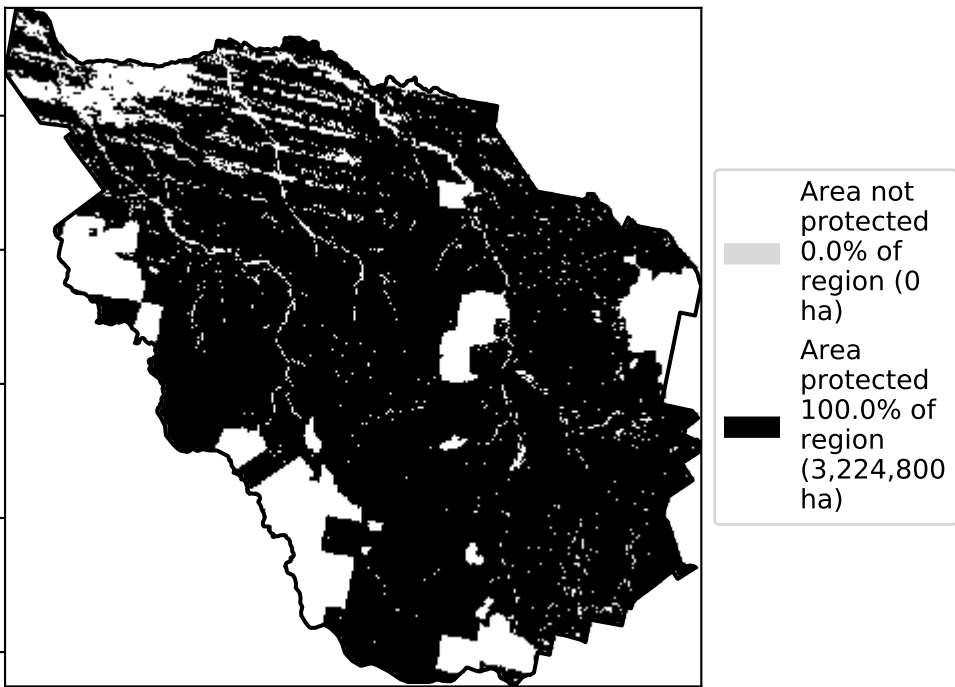 Area not
protected
0.0% of
region (0
ha)
Area
protected
100.0% of
region
(3,224,800
ha)